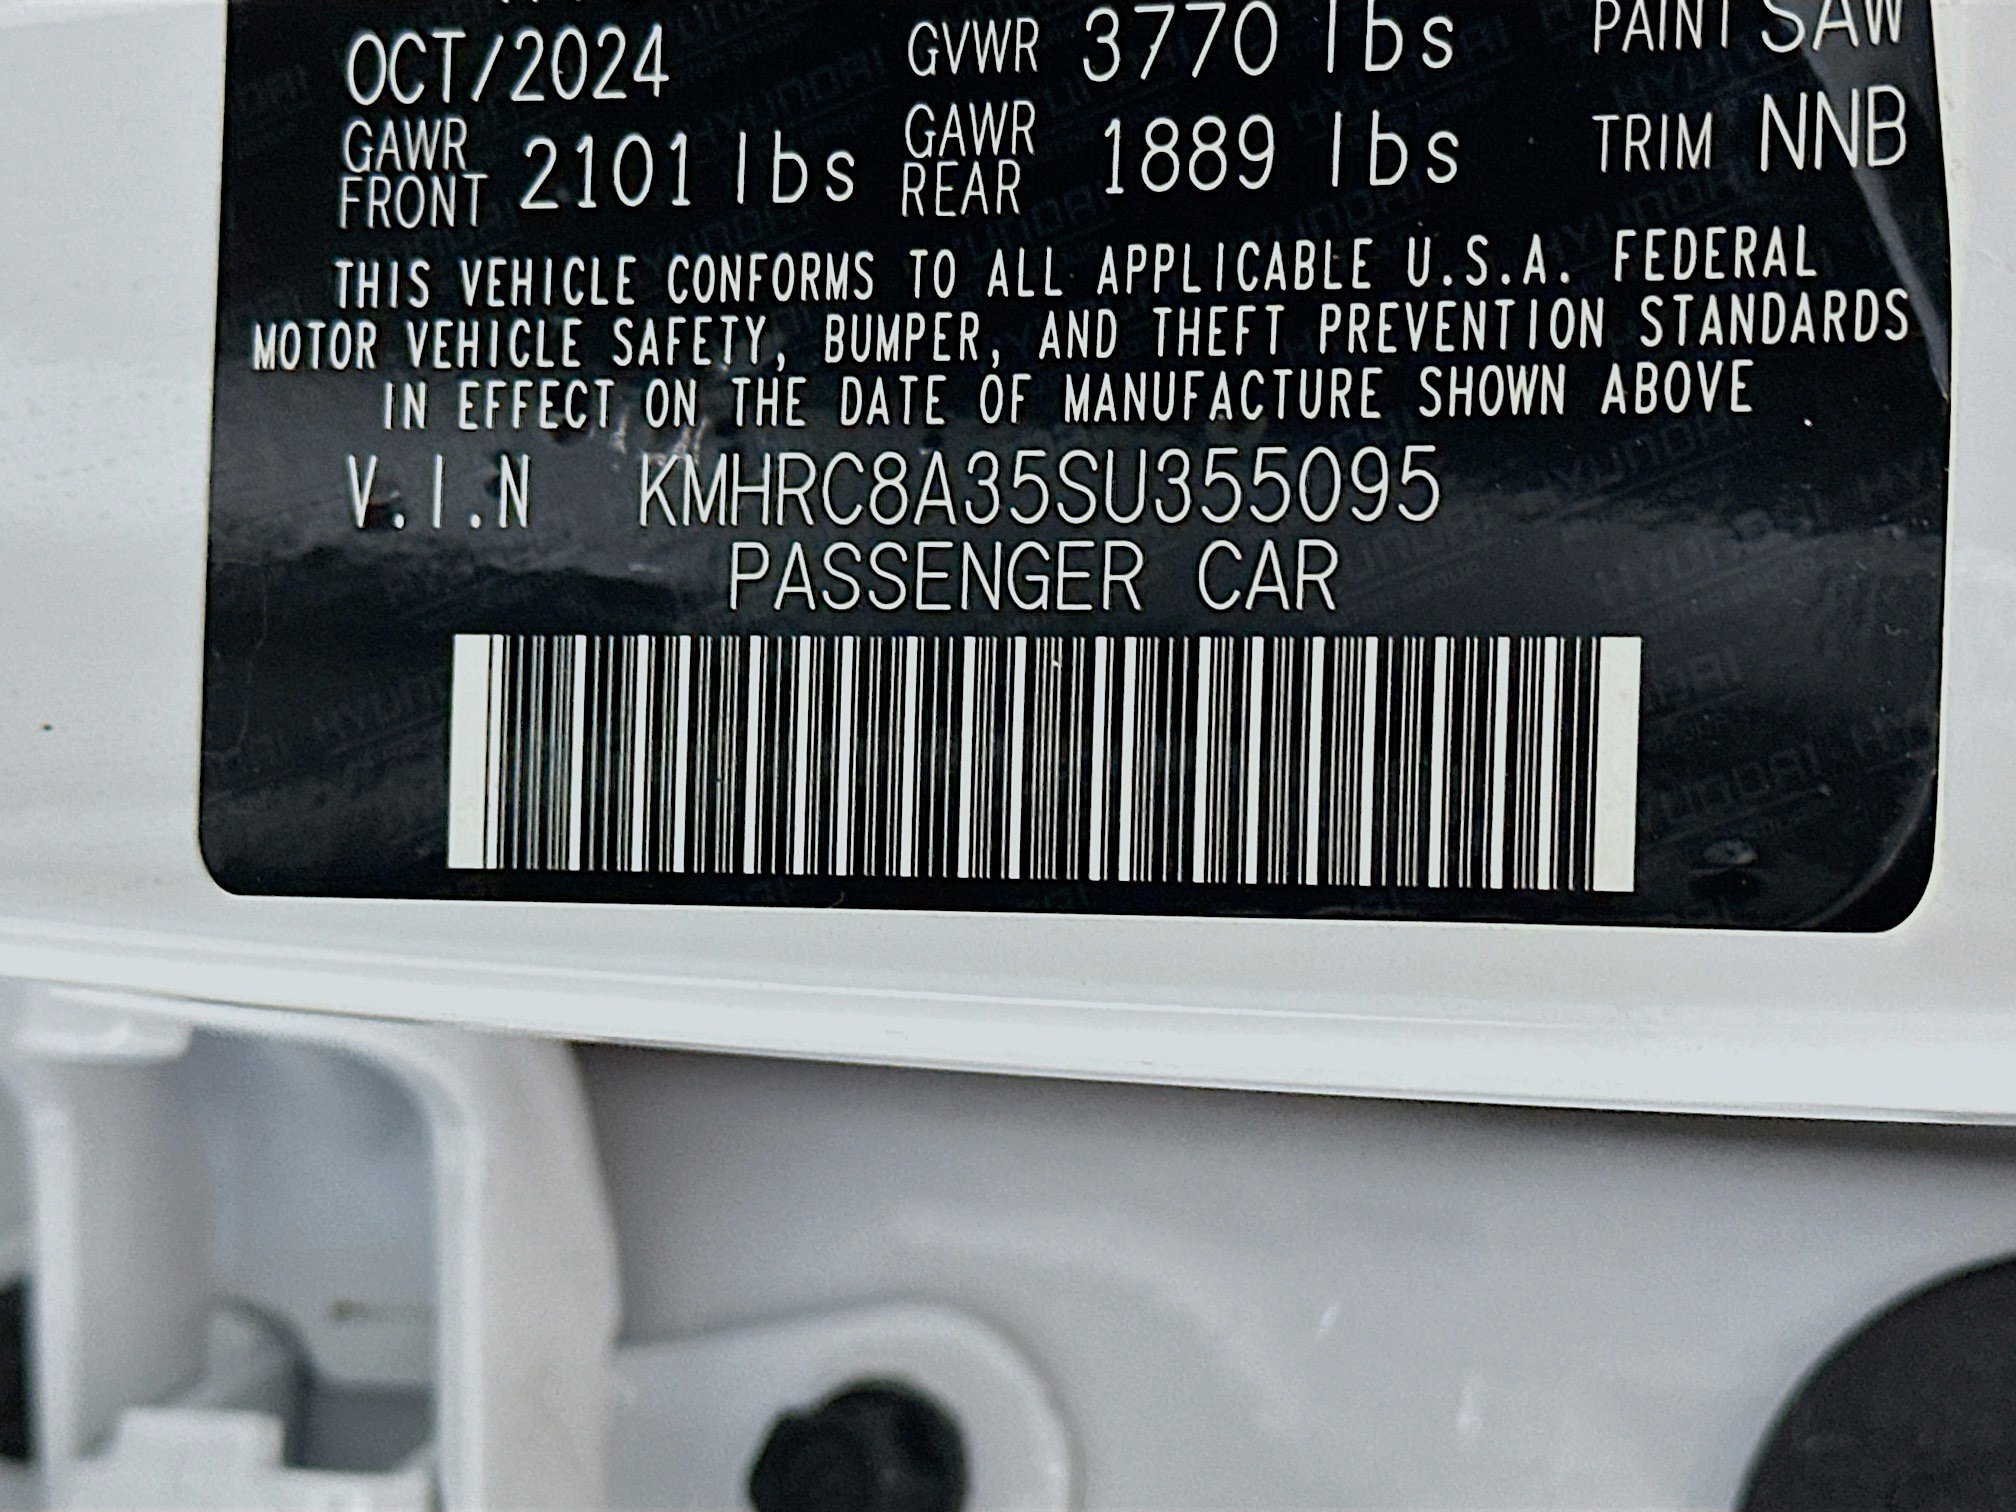 OCT/2024 GVWR 3770 lbs PAINT SAW
GAWR FRONT 2101 lbs GAWR REAR 1889 lbs TRIM NNB
THIS VEHICLE CONFORMS TO ALL APPLICABLE U.S.A. FEDERAL
MOTOR VEHICLE SAFETY, BUMPER, AND THEFT PREVENTION STANDARDS
IN EFFECT ON THE DATE OF MANUFACTURE SHOWN ABOVE
V.I.N KMHRC8A35SU355095
PASSENGER CAR